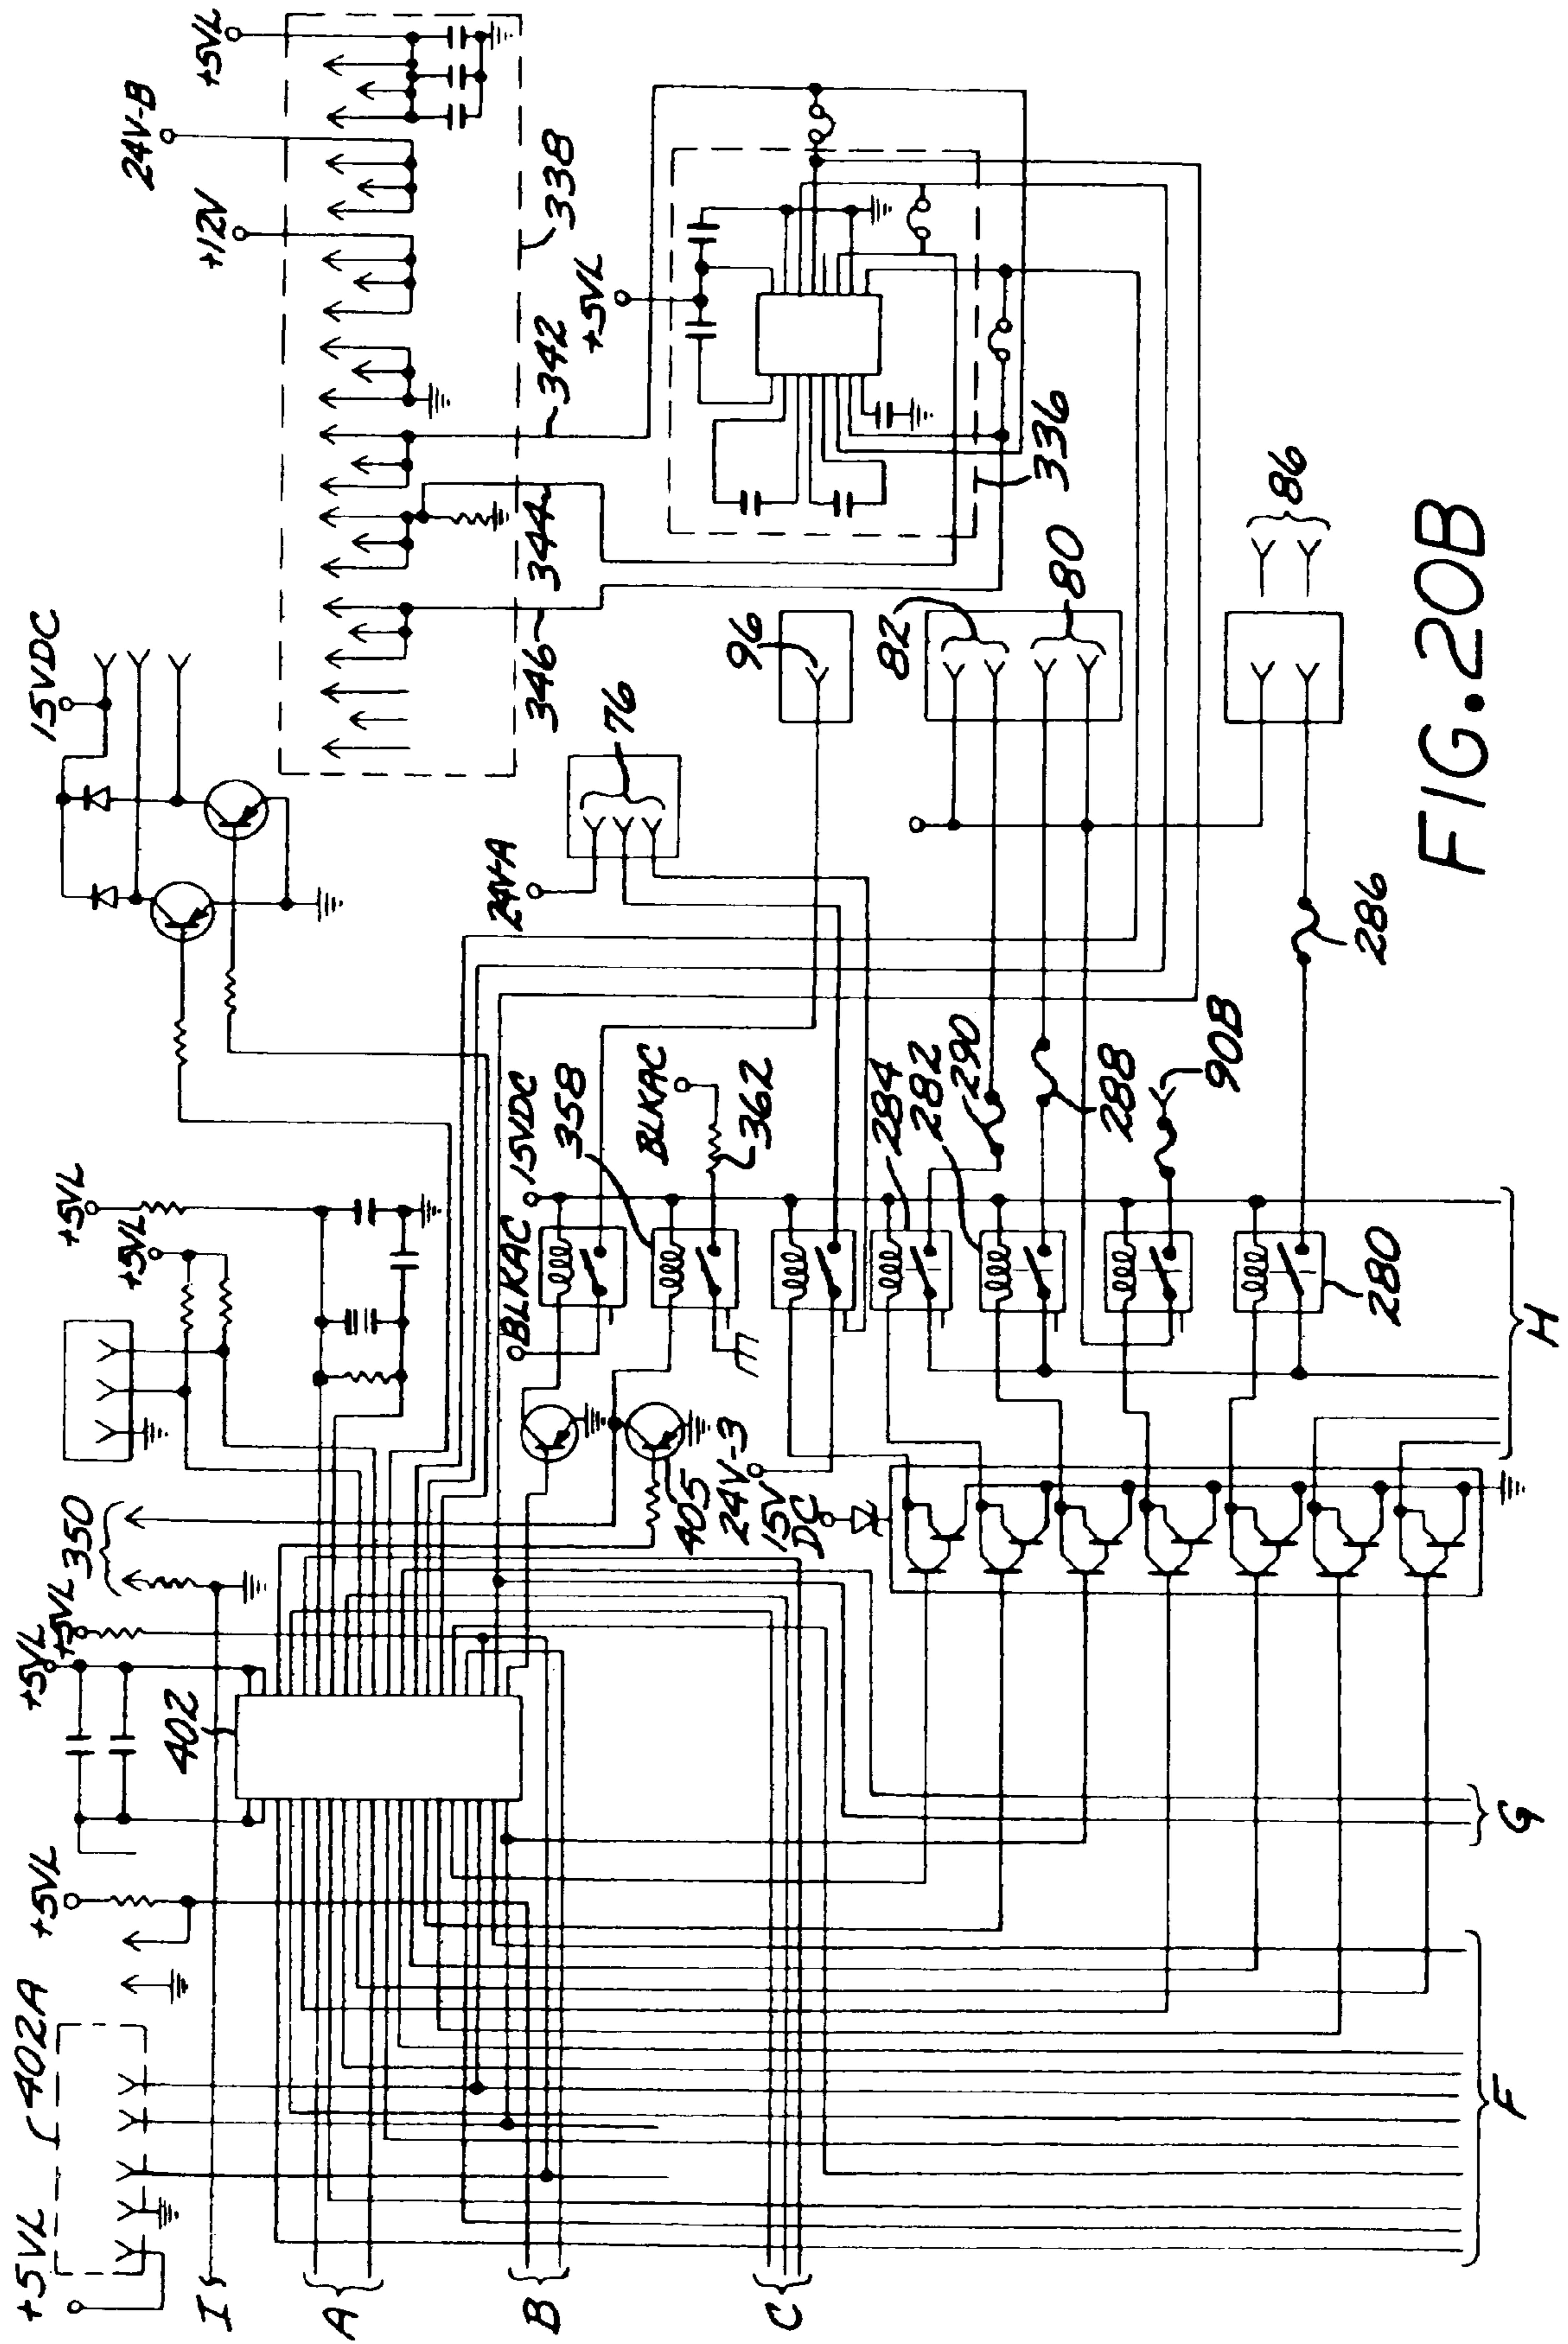 +5VL
402A
+5VL
+5VL
+5VL
350
+5VL
+5VL
15VDC
+12V
24V-B
+5VL
402
I
A
B
C
338
342
344
346
+5VL
336
76
24V-A
96
82
80
86
BLKAC
15VDC
358
BLKAC
362
405
24V-3
15V
DC
284
282
290
288
90B
286
280
F
G
H
FIG.20B